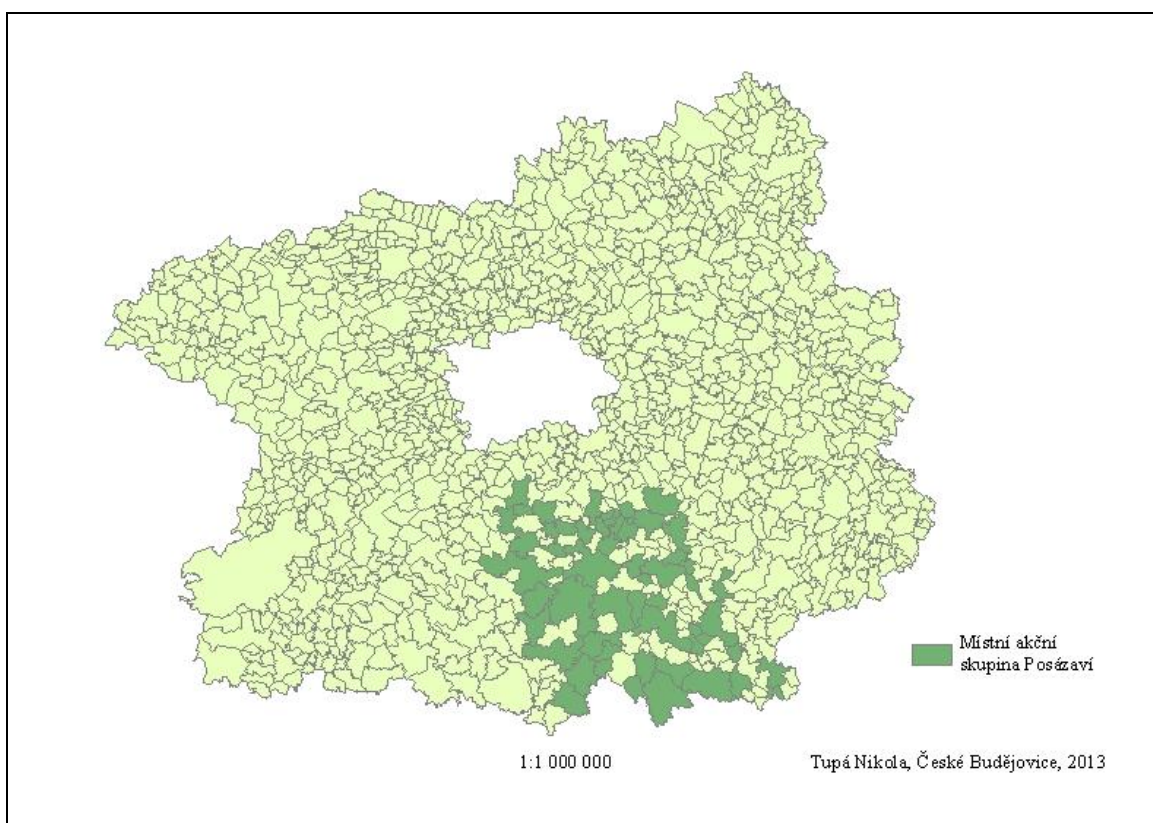 Místní akční
skupina Posázaví
1:1 000 000
Tupá Nikola, České Budějovice, 2013